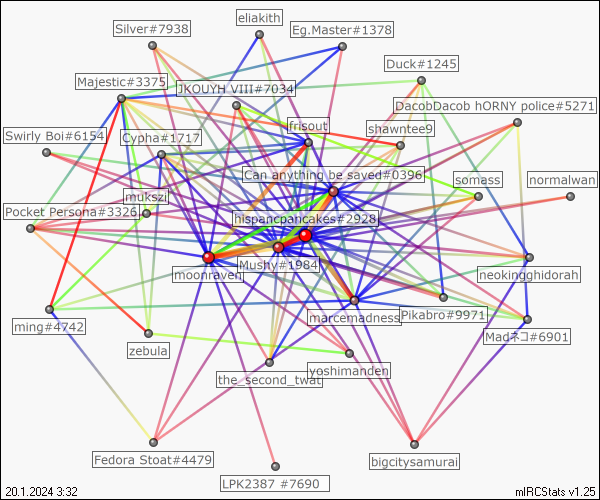 eliakith
Silver#7938
Eg.Master#1378
Duck#1245
Majestic#3375
JKOUYH VIII#7034
DacobDacob hORNY police#5271
frisout
shawntee9
Swirly Boi#6154
Cypha#1717
Can anything be saved#0396
somass
normalwan
mukszi
Pocket Persona#3326
hispancpancakes#2928
moonraven
Mushy#1984
neokingghidorah
marcemadness
Pikabro#9971
ming#4742
Madネコ#6901
zebula
the_second_twat
yoshimanden
Fedora Stoat#4479
bigcitysamurai
LPK2387 #7690
20.1.2024 3:32
mIRCStats v1.25